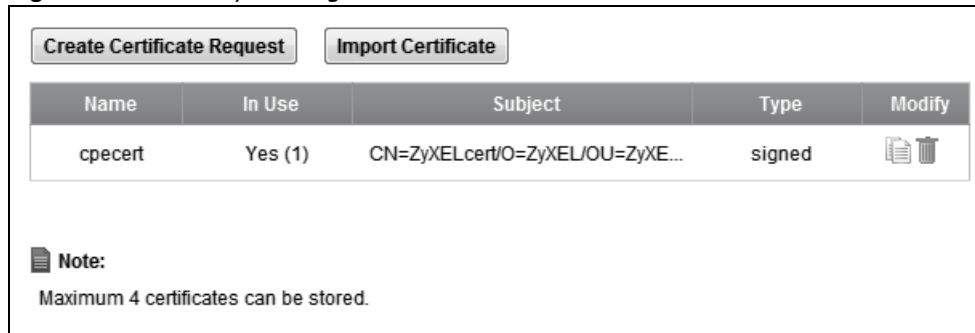 Create Certificate Request Import Certificate
Name In Use Subject Type Modify
cpecert Yes (1) CN=ZyXELcert/O=ZyXEL/OU=ZyXE... signed
Note:
Maximum 4 certificates can be stored.